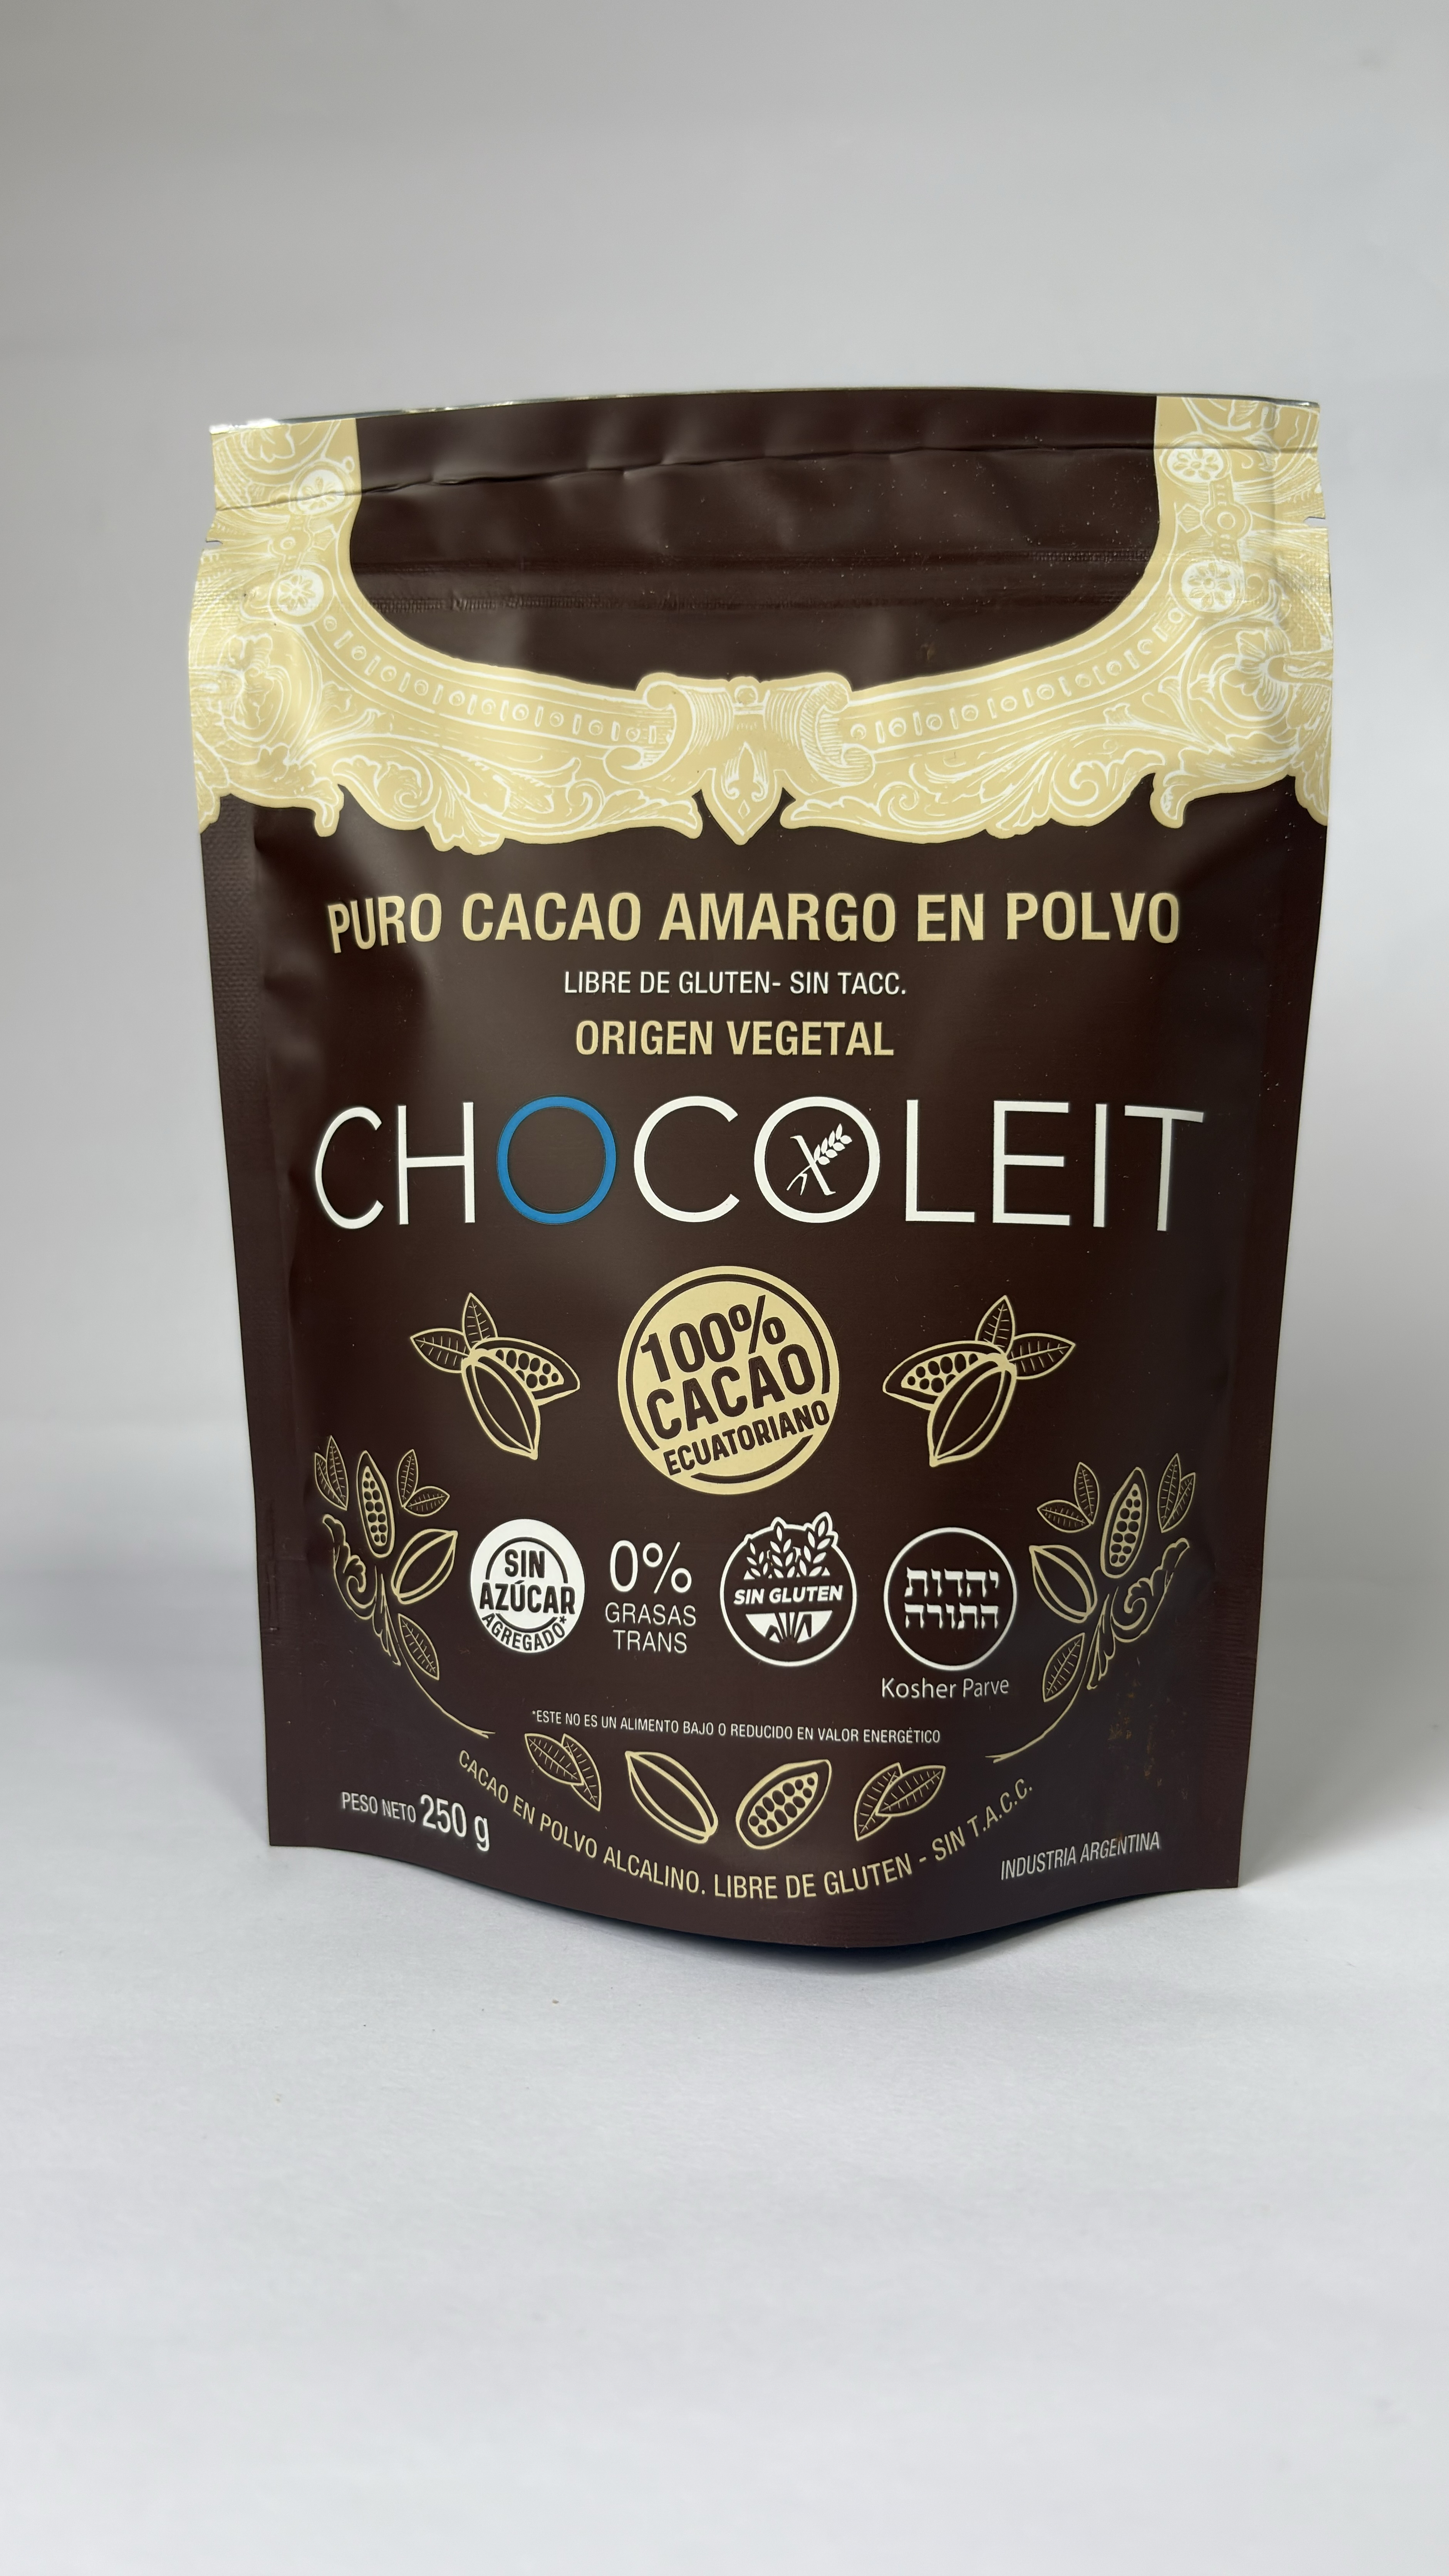 PURO CACAO AMARGO EN POLVO
LIBRE DE GLUTEN- SIN TACC.
ORIGEN VEGETAL
CHOCOLEIT
100%
CACAO
ECUATORIANO
SIN
AZÚCAR
AGREGADO*
0%
GRASAS
TRANS
SIN GLUTEN
יהדות
התורה
Kosher Parve
*ESTE NO ES UN ALIMENTO BAJO O REDUCIDO EN VALOR ENERGÉTICO
PESO NETO 250 g
CACAO EN POLVO ALCALINO. LIBRE DE GLUTEN - SIN T.A.C.C.
INDUSTRIA ARGENTINA